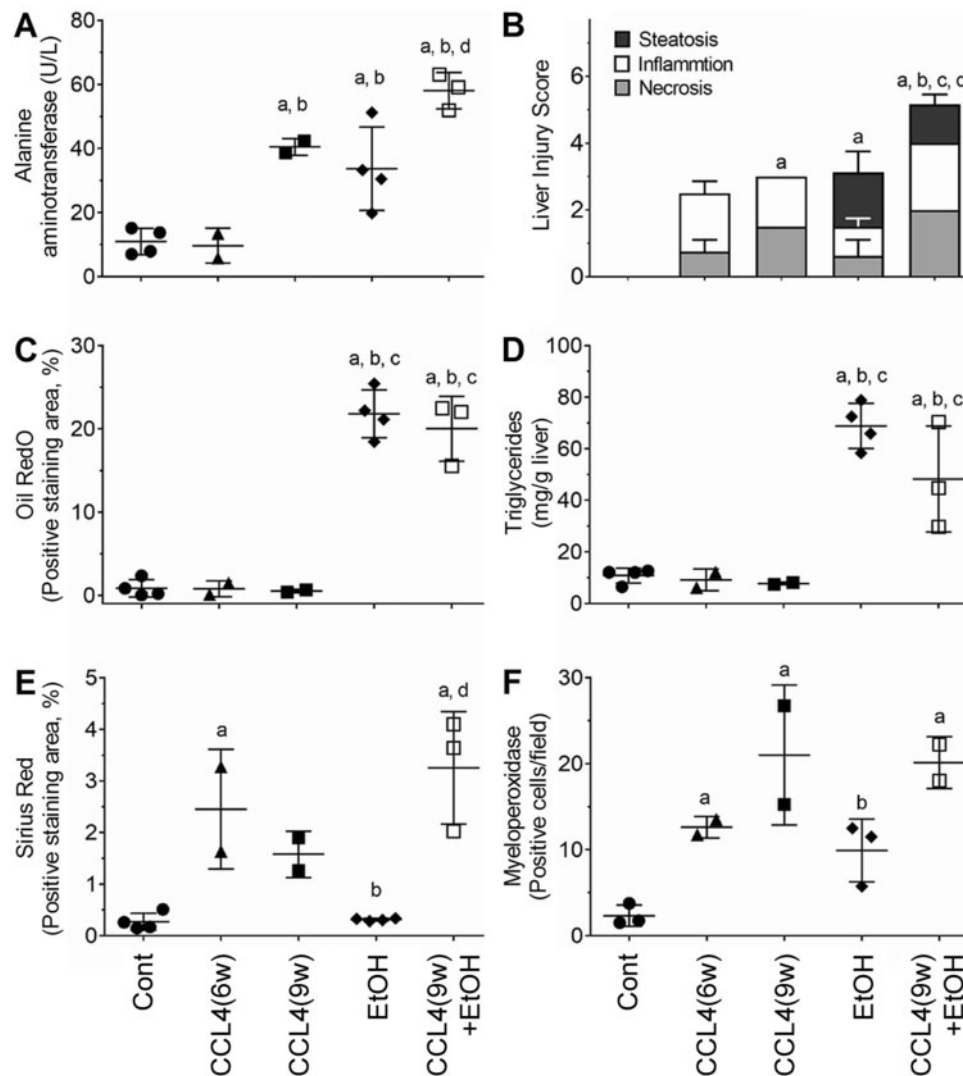 A
Alanine
aminotransferase (U/L)
80
60
40
20
0
a, b
a, b
a, b, d
B
Liver Injury Score
6
4
2
0
Steatosis
Inflammtion
Necrosis
a
a
a, b, c, d
C
Oil RedO
(Positive staining area, %)
30
20
10
0
a, b, c
a, b, c
D
Triglycerides
(mg/g liver)
100
80
60
40
20
0
a, b, c
a, b, c
E
Sirius Red
(Positive staining area, %)
5
4
3
2
1
0
a
b
a, d
F
Myeloperoxidase
(Positive cells/field)
30
20
10
0
a
a
b
a
Cont
CCL4(6w)
CCL4(9w)
EtOH
CCL4(9w)
+EtOH
Cont
CCL4(6w)
CCL4(9w)
EtOH
CCL4(9w)
+EtOH